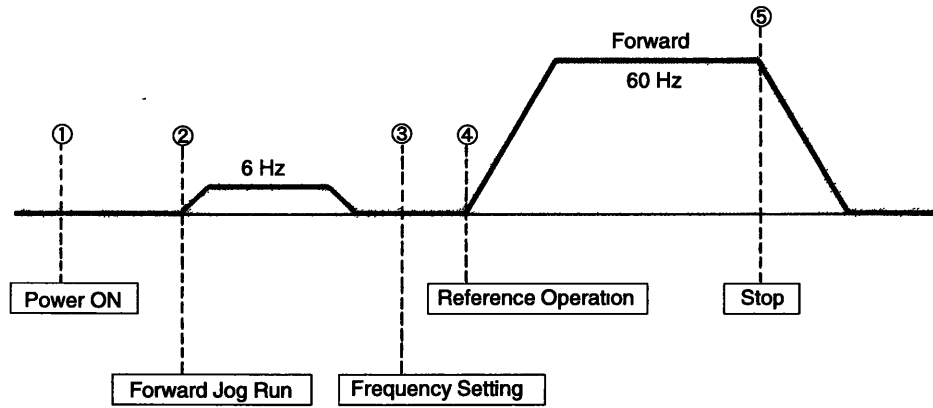 Forward
⑤
60 Hz
①
②
③
④
6 Hz
Power ON
Reference Operation
Stop
Forward Jog Run
Frequency Setting